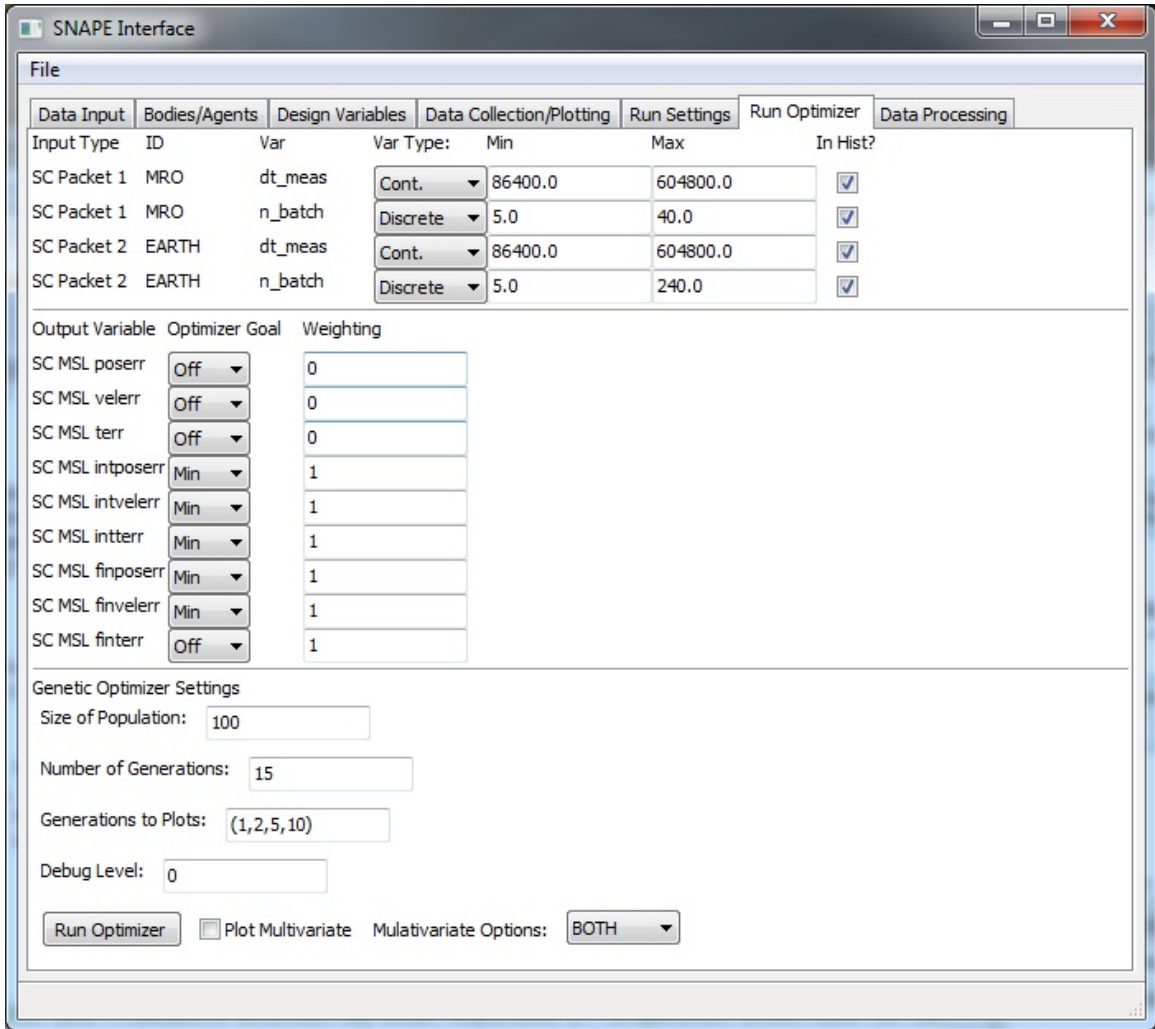 SNAPE Interface
File
Data Input Bodies/Agents Design Variables Data Collection/Plotting Run Settings Run Optimizer Data Processing
Input Type ID Var Var Type: Min Max In Hist?
SC Packet 1 MRO dt_meas Cont. 86400.0 604800.0
SC Packet 1 MRO n_batch Discrete 5.0 40.0
SC Packet 2 EARTH dt_meas Cont. 86400.0 604800.0
SC Packet 2 EARTH n_batch Discrete 5.0 240.0
Output Variable Optimizer Goal Weighting
SC MSL poserr Off 0
SC MSL velerr Off 0
SC MSL terr Off 0
SC MSL intposerr Min 1
SC MSL intvelerr Min 1
SC MSL intterr Min 1
SC MSL finposerr Min 1
SC MSL finvelerr Min 1
SC MSL finterr Off 1
Genetic Optimizer Settings
Size of Population: 100
Number of Generations: 15
Generations to Plots: (1,2,5,10)
Debug Level: 0
Run Optimizer Plot Multivariate Mulativariate Options: BOTH